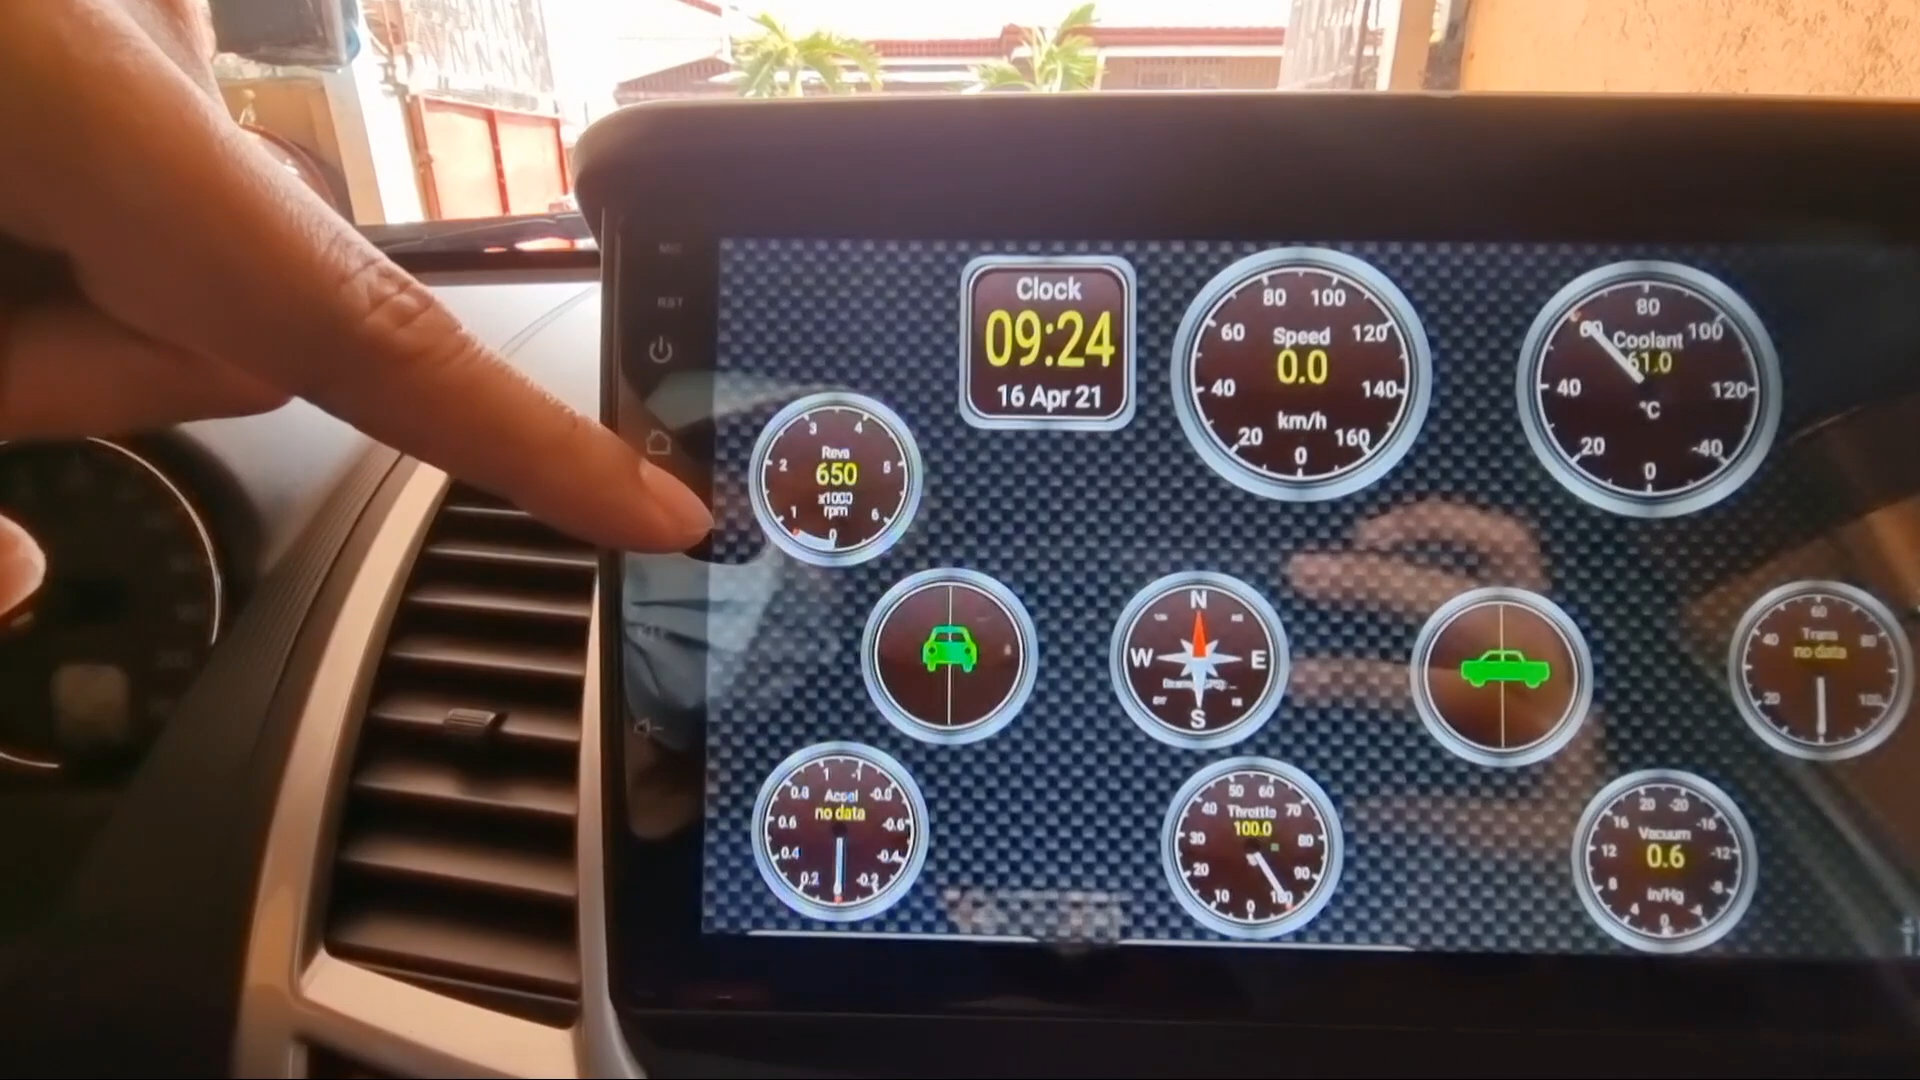 MIC
RST
Clock
09:24
16 Apr 21
80 100
60 120
Speed
0.0
40 140
km/h
20 160
0
80
60 100
Coolant
61.0
40 120
°C
20 -40
0
3 4
Revs
2 5
650
x1000
rpm
1 6
0
N
W E
S
60
40 80
Trans
no data
20 100
1 -1
0.8 -0.8
Accel
no data
0.6 -0.6
0.4 -0.4
0.2 -0.2
50 60
40 70
Throttle
100.0
30 80
20 90
10 100
0
20 -20
16 -16
Vacuum
0.6
12 -12
in/Hg
8 -8
4 -4
0